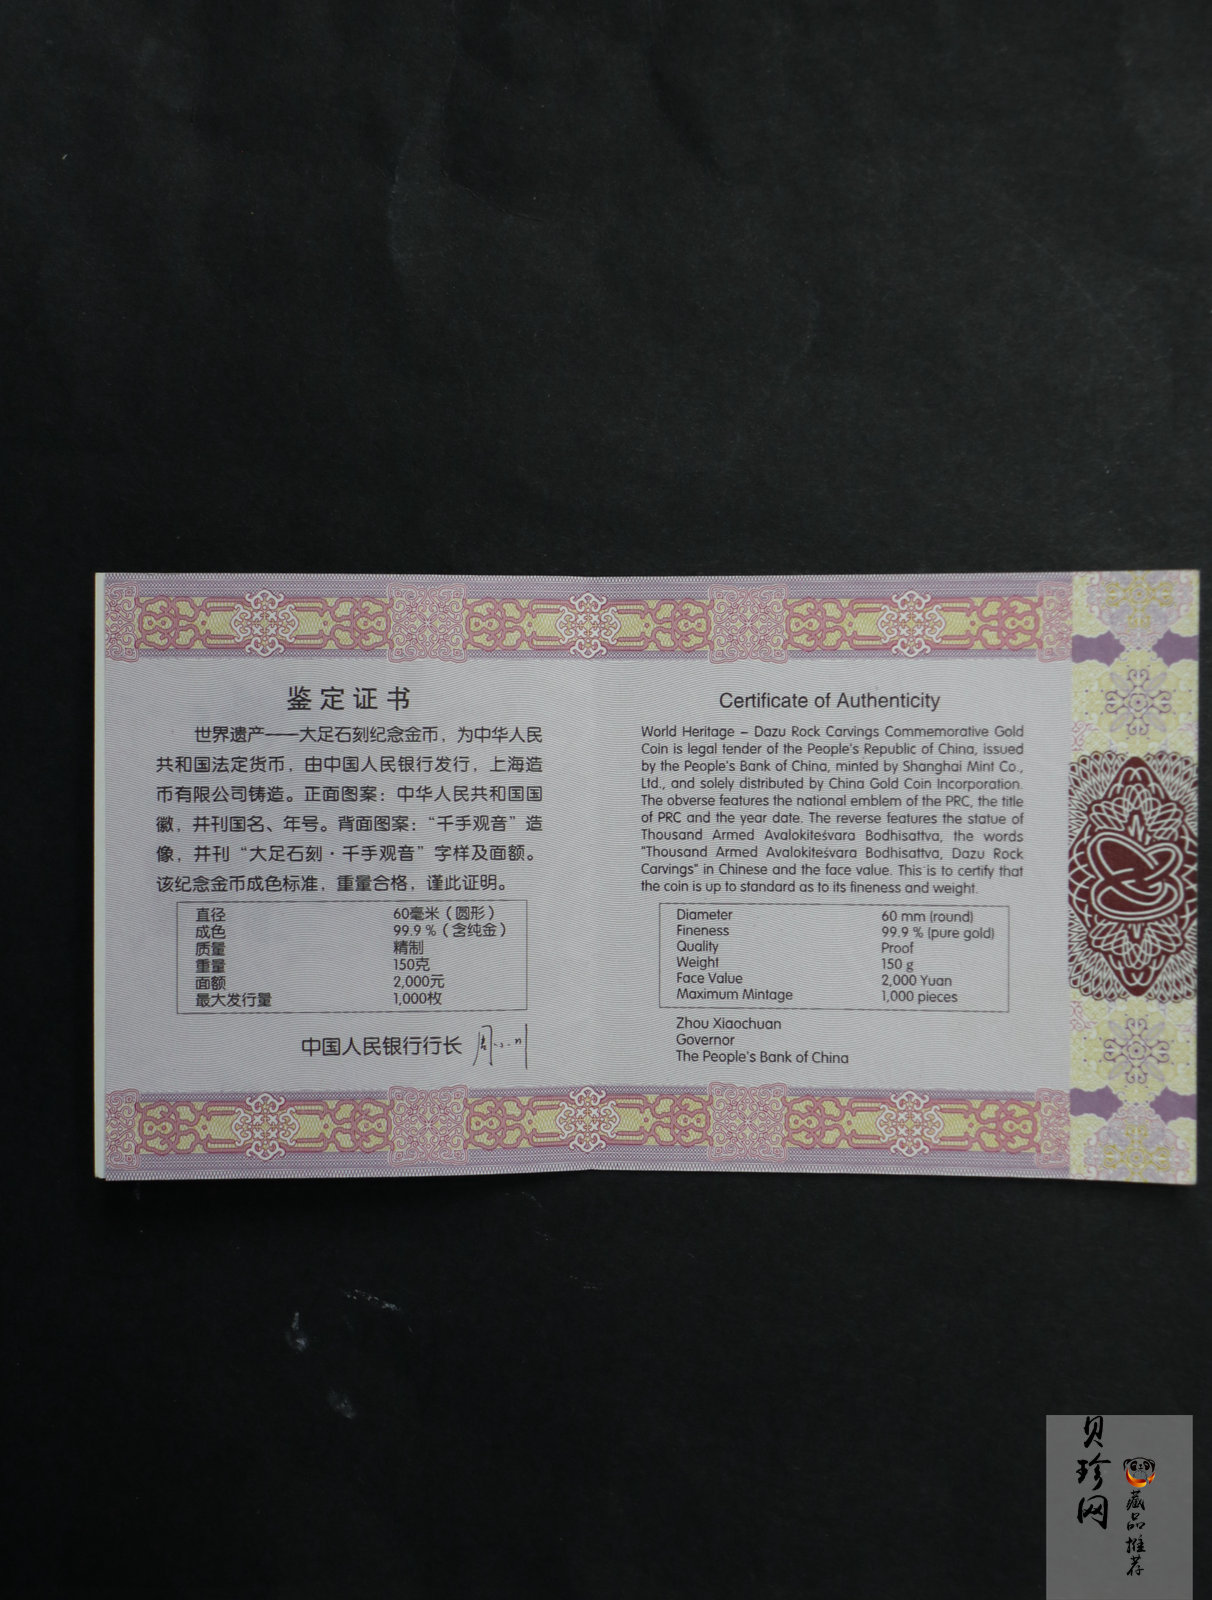 鉴定证书
世界遗产——大足石刻纪念金币，为中华人民
共和国法定货币，由中国人民银行发行，上海造
币有限公司铸造。正面图案：中华人民共和国国
徽，并刊国名、年号。背面图案：“千手观音”造
像，并刊“大足石刻·千手观音”字样及面额。
该纪念金币成色标准，重量合格，谨此证明。
直径 60毫米（圆形）
成色 99.9％（含纯金）
质量 精制
重量 150克
面额 2,000元
最大发行量 1,000枚
中国人民银行行长
Certificate of Authenticity
World Heritage – Dazu Rock Carvings Commemorative Gold
Coin is legal tender of the People's Republic of China, issued
by the People's Bank of China, minted by Shanghai Mint Co.,
Ltd., and solely distributed by China Gold Coin Incorporation.
The obverse features the national emblem of the PRC, the title
of PRC and the year date. The reverse features the statue of
Thousand Armed Avalokiteśvara Bodhisattva, the words
"Thousand Armed Avalokiteśvara Bodhisattva, Dazu Rock
Carvings" in Chinese and the face value. This is to certify that
the coin is up to standard as to its fineness and weight.
Diameter 60 mm (round)
Fineness 99.9 % (pure gold)
Quality Proof
Weight 150 g
Face Value 2,000 Yuan
Maximum Mintage 1,000 pieces
Zhou Xiaochuan
Governor
The People's Bank of China
贝珍网
藏品推荐